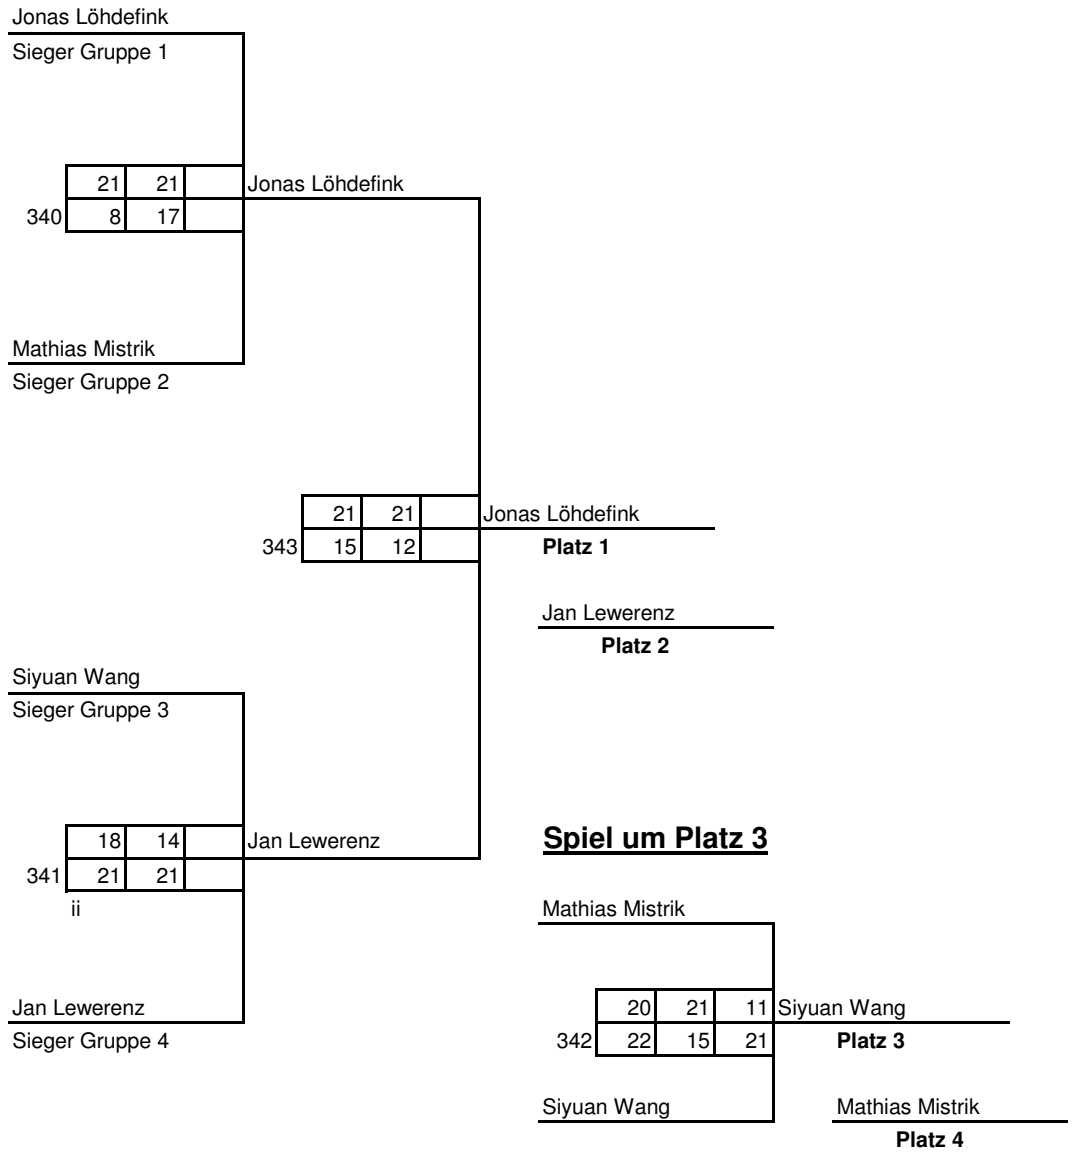 Jonas Löhdefink
Sieger Gruppe 1
21 21 Jonas Löhdefink
340 8 17
Mathias Mistrik
Sieger Gruppe 2
21 21 Jonas Löhdefink
343 15 12 Platz 1
Jan Lewerenz
Platz 2
Siyuan Wang
Sieger Gruppe 3
18 14 Jan Lewerenz
341 21 21
ii
Jan Lewerenz
Sieger Gruppe 4
Spiel um Platz 3
Mathias Mistrik
20 21 11 Siyuan Wang
342 22 15 21 Platz 3
Siyuan Wang
Mathias Mistrik
Platz 4